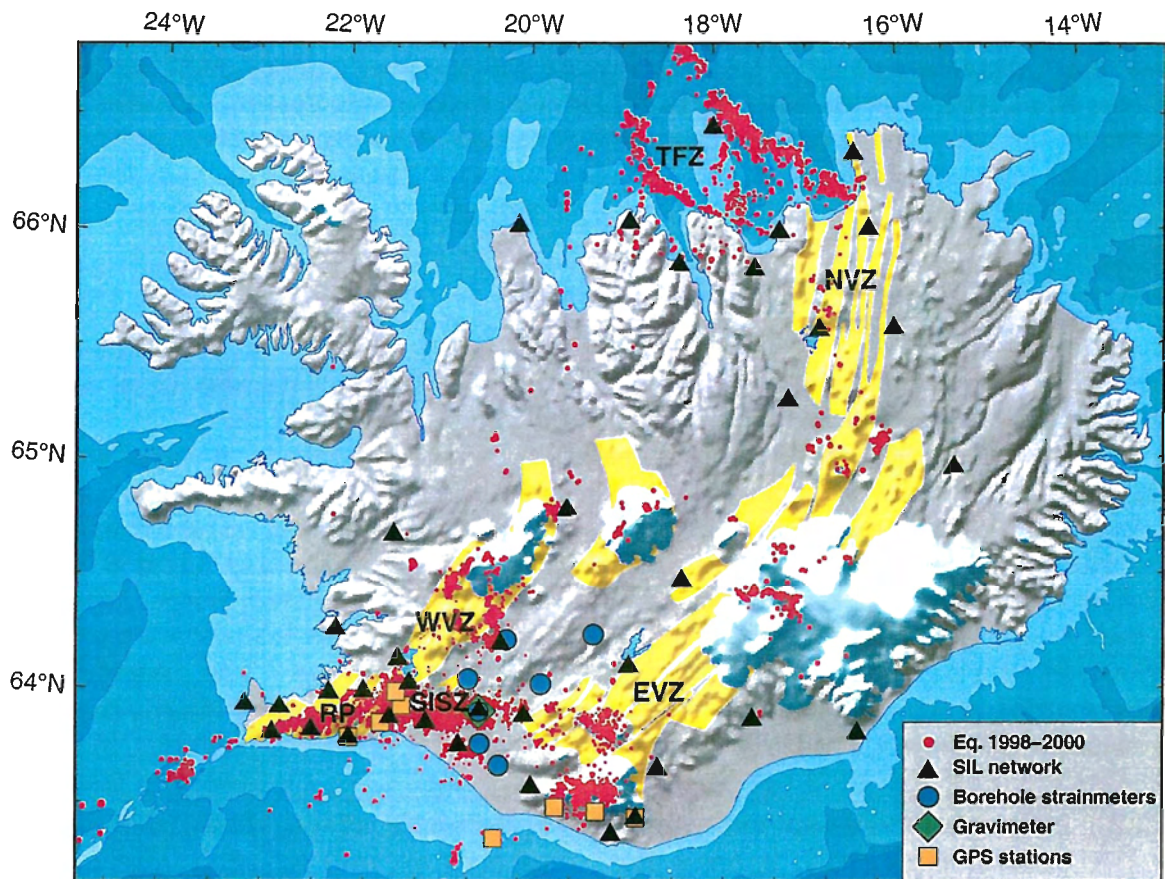 24°W
22°W
20°W
18°W
16°W
14°W
TFZ
66°N
NVZ
65°N
WVZ
64°N
EVZ
SISZ
RP
Eq. 1998–2000
SIL network
Borehole strainmeters
Gravimeter
GPS stations